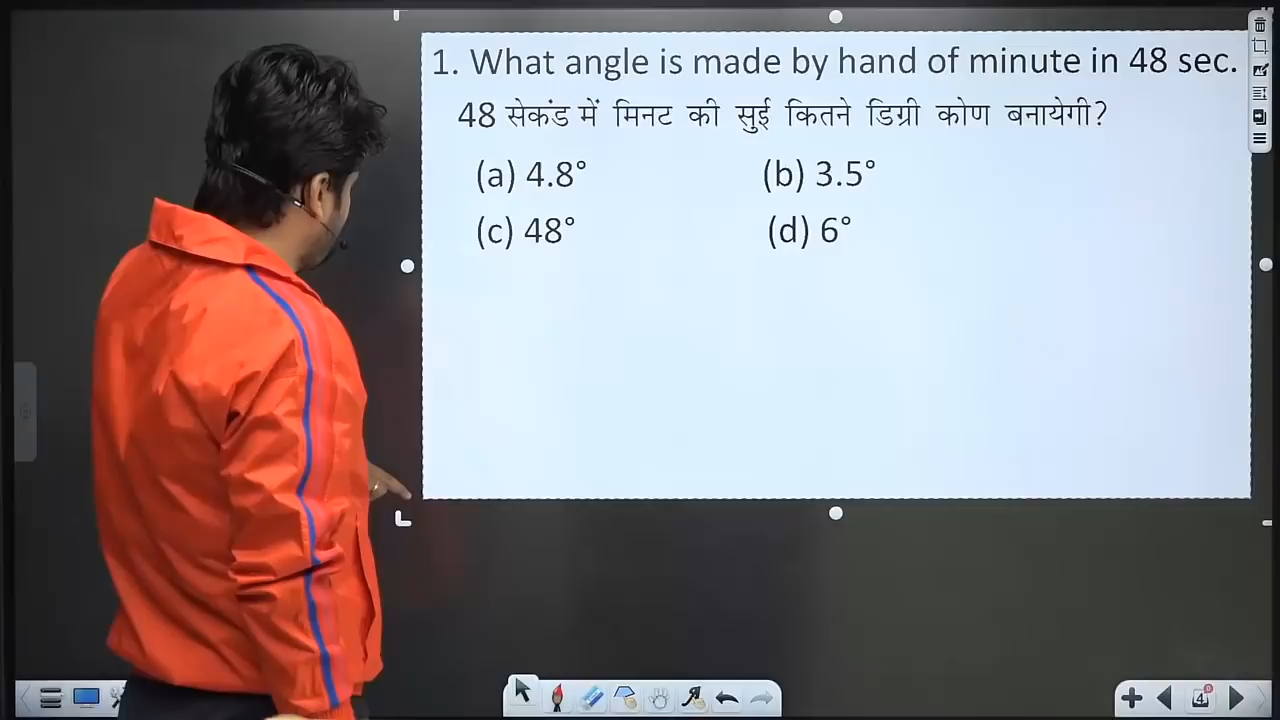 1. What angle is made by hand of minute in 48 sec.
48 सेकंड में मिनट की सुई कितने डिग्री कोण बनायेगी?
(a) 4.8° (b) 3.5°
(c) 48° (d) 6°
4